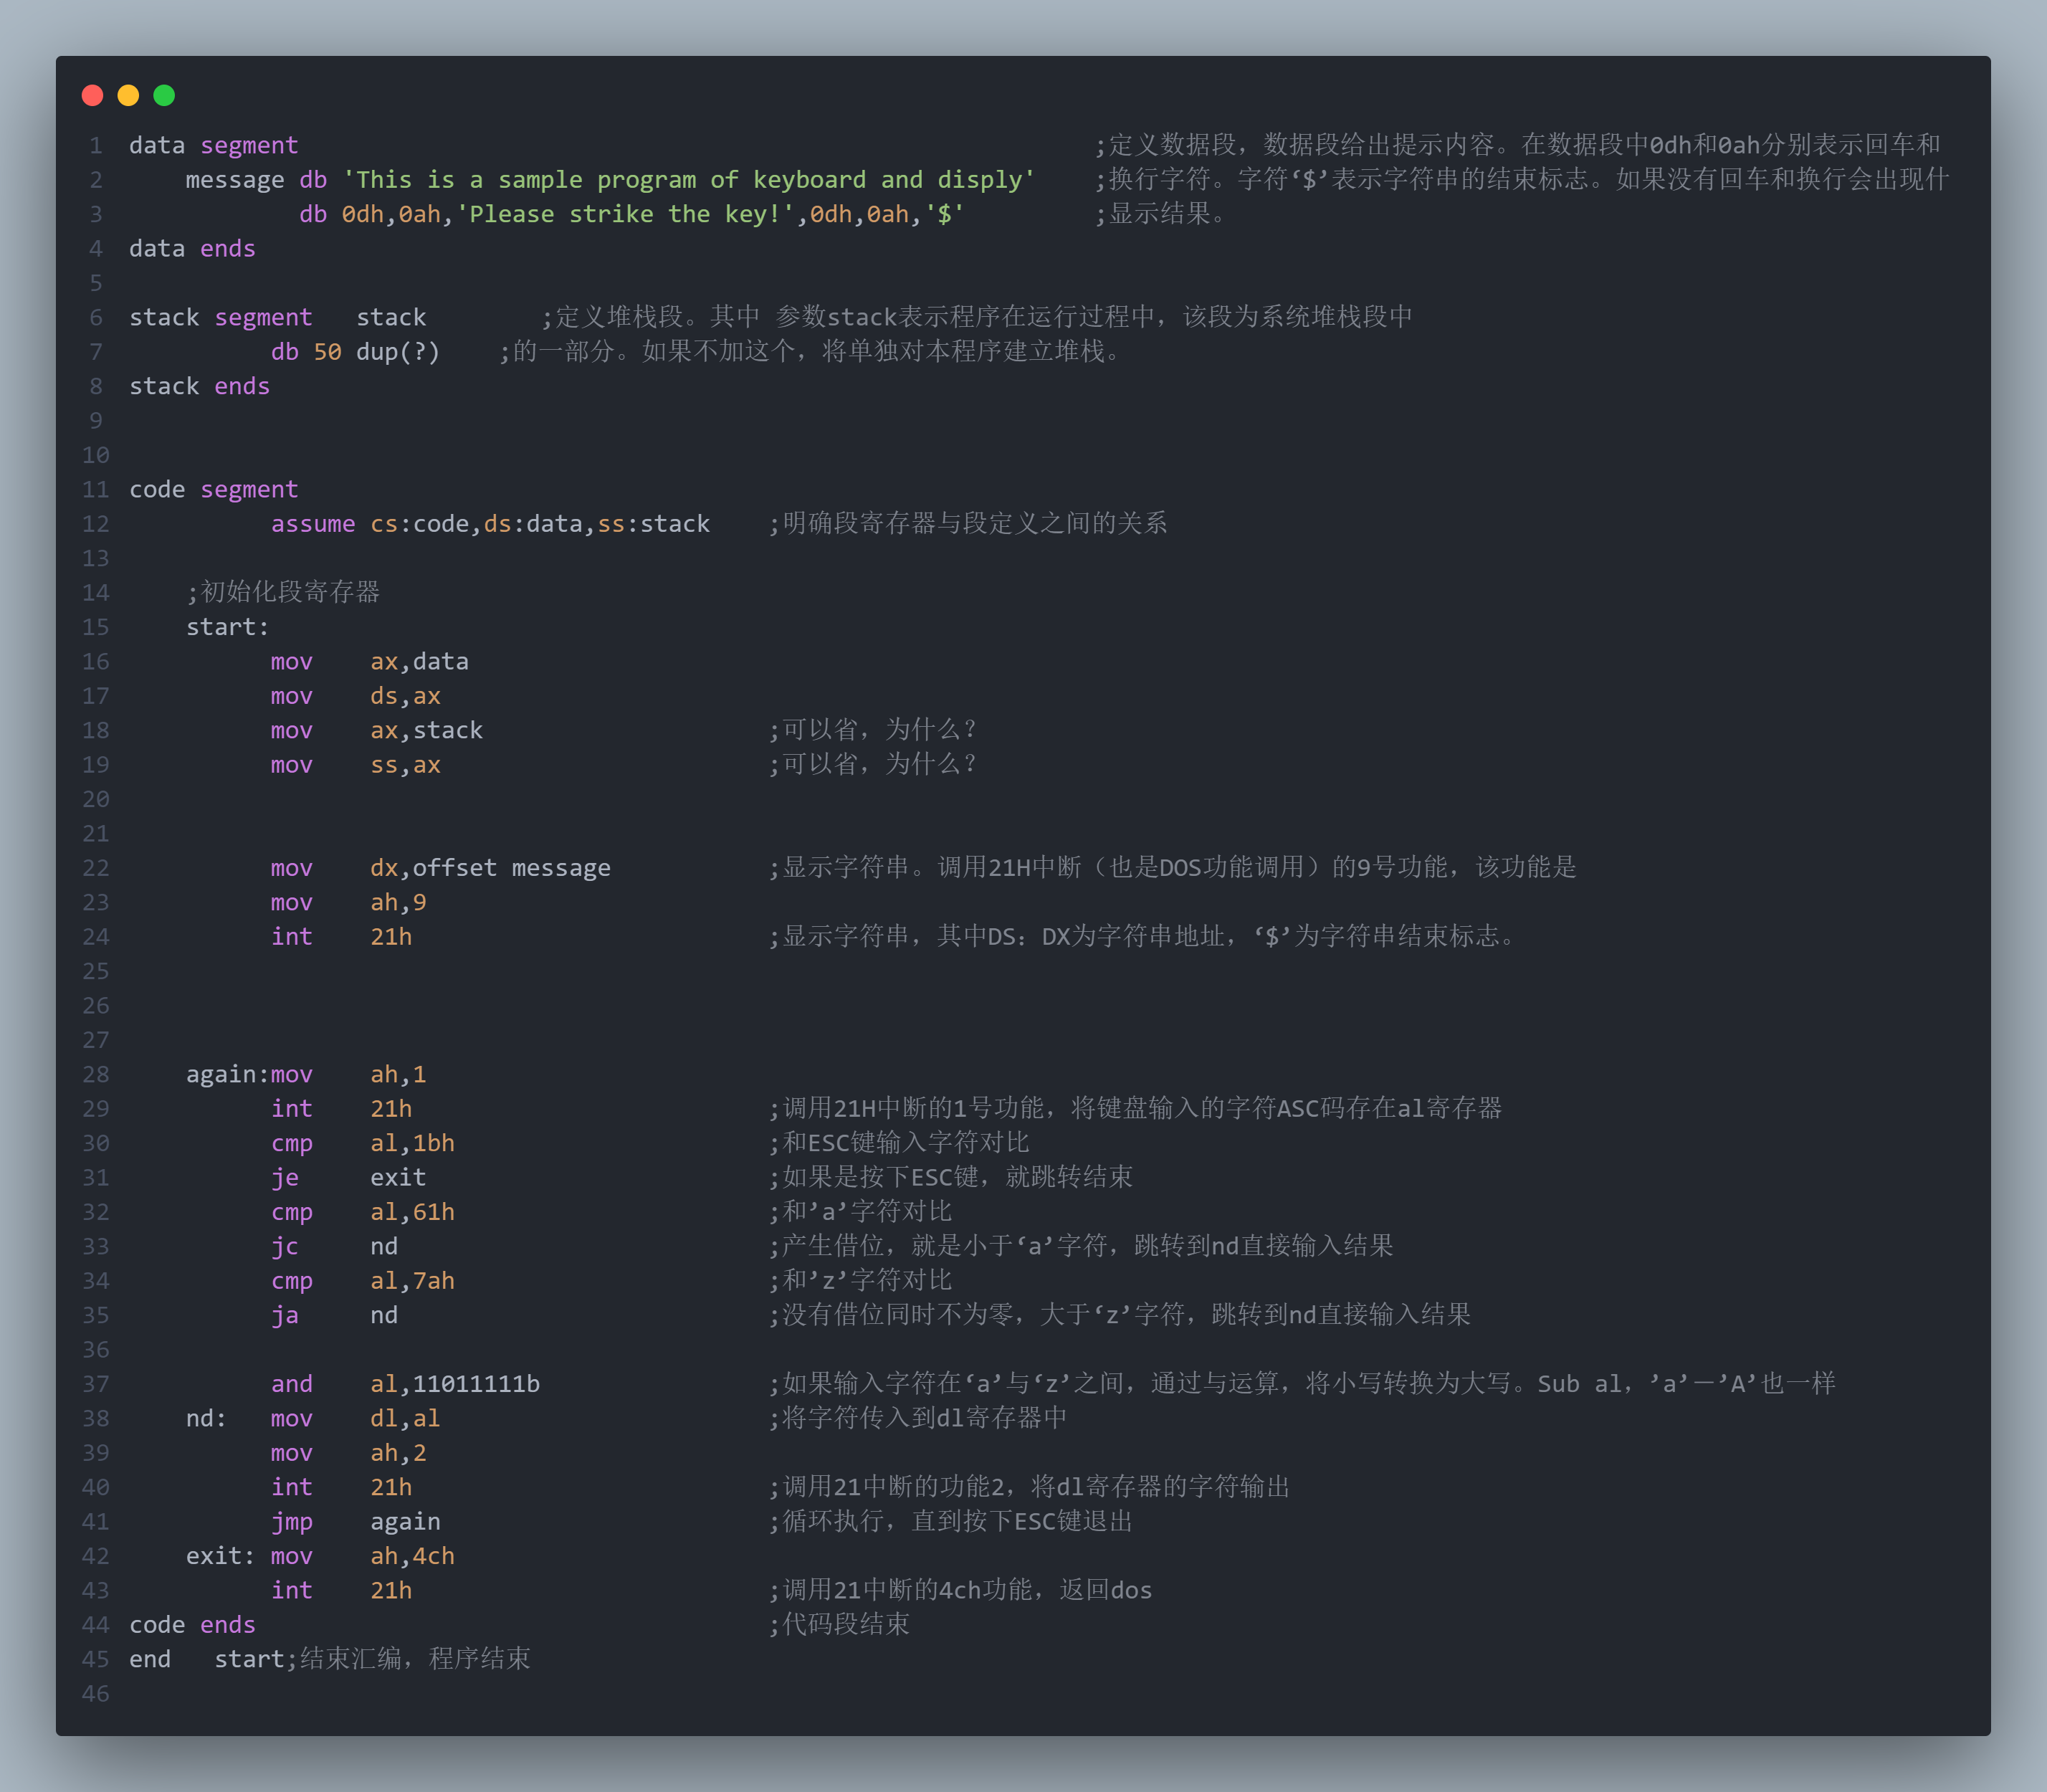 1 data segment ;定义数据段，数据段给出提示内容。在数据段中0dh和0ah分别表示回车和
2 message db 'This is a sample program of keyboard and disply' ;换行字符。字符‘$’表示字符串的结束标志。如果没有回车和换行会出现什
3 db 0dh,0ah,'Please strike the key!',0dh,0ah,'$' ;显示结果。
4 data ends
5
6 stack segment stack ;定义堆栈段。其中 参数stack表示程序在运行过程中，该段为系统堆栈段中
7 db 50 dup(?) ;的一部分。如果不加这个，将单独对本程序建立堆栈。
8 stack ends
9
10
11 code segment
12 assume cs:code,ds:data,ss:stack ;明确段寄存器与段定义之间的关系
13
14 ;初始化段寄存器
15 start:
16 mov ax,data
17 mov ds,ax
18 mov ax,stack ;可以省，为什么？
19 mov ss,ax ;可以省，为什么？
20
21
22 mov dx,offset message ;显示字符串。调用21H中断（也是DOS功能调用）的9号功能，该功能是
23 mov ah,9
24 int 21h ;显示字符串，其中DS：DX为字符串地址，‘$’为字符串结束标志。
25
26
27
28 again:mov ah,1
29 int 21h ;调用21H中断的1号功能，将键盘输入的字符ASC码存在al寄存器
30 cmp al,1bh ;和ESC键输入字符对比
31 je exit ;如果是按下ESC键，就跳转结束
32 cmp al,61h ;和’a’字符对比
33 jc nd ;产生借位，就是小于‘a’字符，跳转到nd直接输入结果
34 cmp al,7ah ;和’z’字符对比
35 ja nd ;没有借位同时不为零，大于‘z’字符，跳转到nd直接输入结果
36
37 and al,11011111b ;如果输入字符在‘a’与‘z’之间，通过与运算，将小写转换为大写。Sub al，’a’－’A’也一样
38 nd: mov dl,al ;将字符传入到dl寄存器中
39 mov ah,2
40 int 21h ;调用21中断的功能2，将dl寄存器的字符输出
41 jmp again ;循环执行，直到按下ESC键退出
42 exit: mov ah,4ch
43 int 21h ;调用21中断的4ch功能，返回dos
44 code ends ;代码段结束
45 end start;结束汇编，程序结束
46